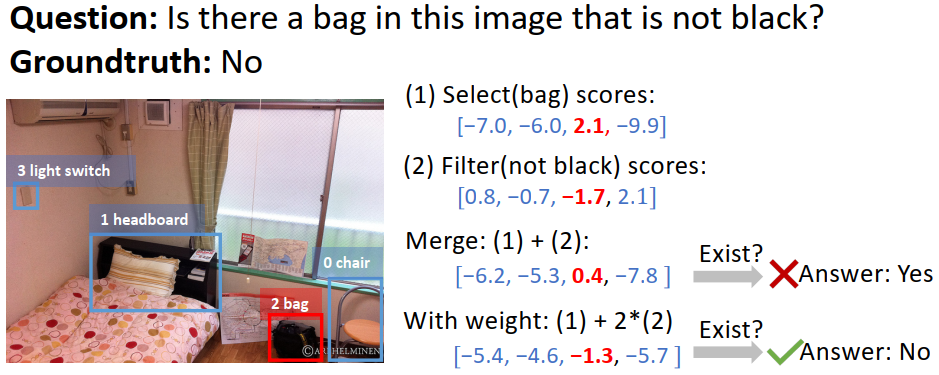 Question: Is there a bag in this image that is not black?
Groundtruth: No
(1) Select(bag) scores:
[−7.0, −6.0, 2.1, −9.9]
(2) Filter(not black) scores:
[0.8, −0.7, −1.7, 2.1]
Merge: (1) + (2):
[−6.2, −5.3, 0.4, −7.8 ]
Exist?
Answer: Yes
With weight: (1) + 2*(2)
[−5.4, −4.6, −1.3, −5.7 ]
Exist?
Answer: No
3 light switch
1 headboard
0 chair
2 bag